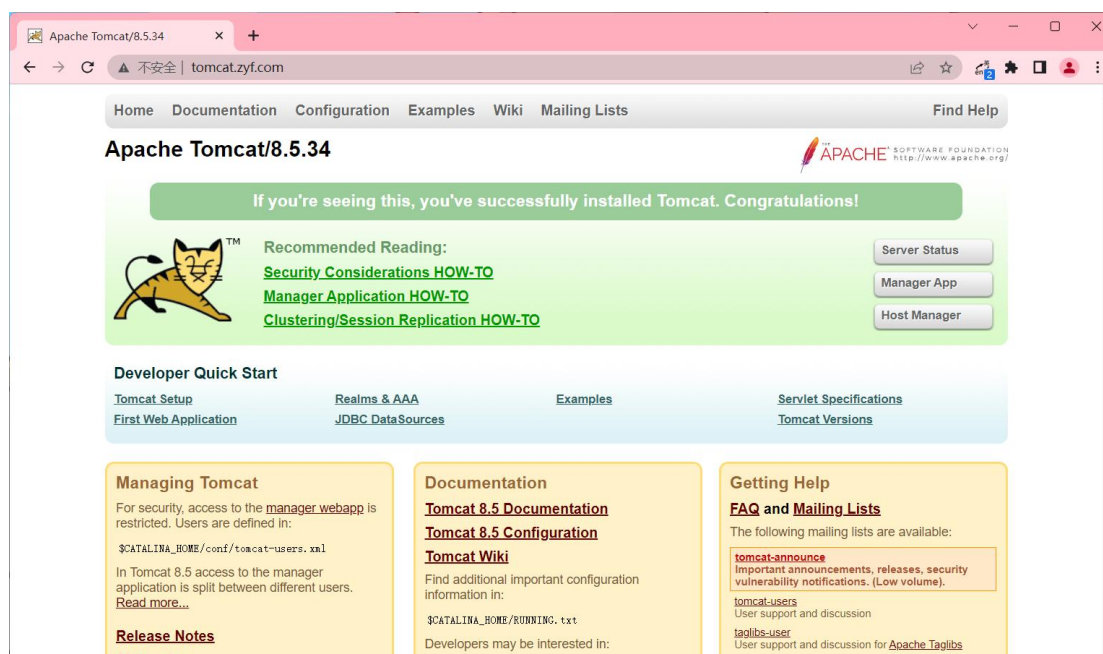 Apache Tomcat/8.5.34
不安全 | tomcat.zyf.com
2
Home Documentation Configuration Examples Wiki Mailing Lists Find Help
Apache Tomcat/8.5.34
THE APACHE SOFTWARE FOUNDATION
http://www.apache.org/
If you're seeing this, you've successfully installed Tomcat. Congratulations!
TM
Recommended Reading:
Security Considerations HOW-TO
Manager Application HOW-TO
Clustering/Session Replication HOW-TO
Server Status
Manager App
Host Manager
Developer Quick Start
Tomcat Setup
First Web Application
Realms & AAA
JDBC DataSources
Examples
Servlet Specifications
Tomcat Versions
Managing Tomcat
For security, access to the manager webapp is
restricted. Users are defined in:
$CATALINA_HOME/conf/tomcat-users.xml
In Tomcat 8.5 access to the manager
application is split between different users.
Read more...
Release Notes
Documentation
Tomcat 8.5 Documentation
Tomcat 8.5 Configuration
Tomcat Wiki
Find additional important configuration
information in:
$CATALINA_HOME/RUNNING.txt
Developers may be interested in:
Getting Help
FAQ and Mailing Lists
The following mailing lists are available:
tomcat-announce
Important announcements, releases, security
vulnerability notifications. (Low volume).
tomcat-users
User support and discussion
taglibs-user
User support and discussion for Apache Taglibs